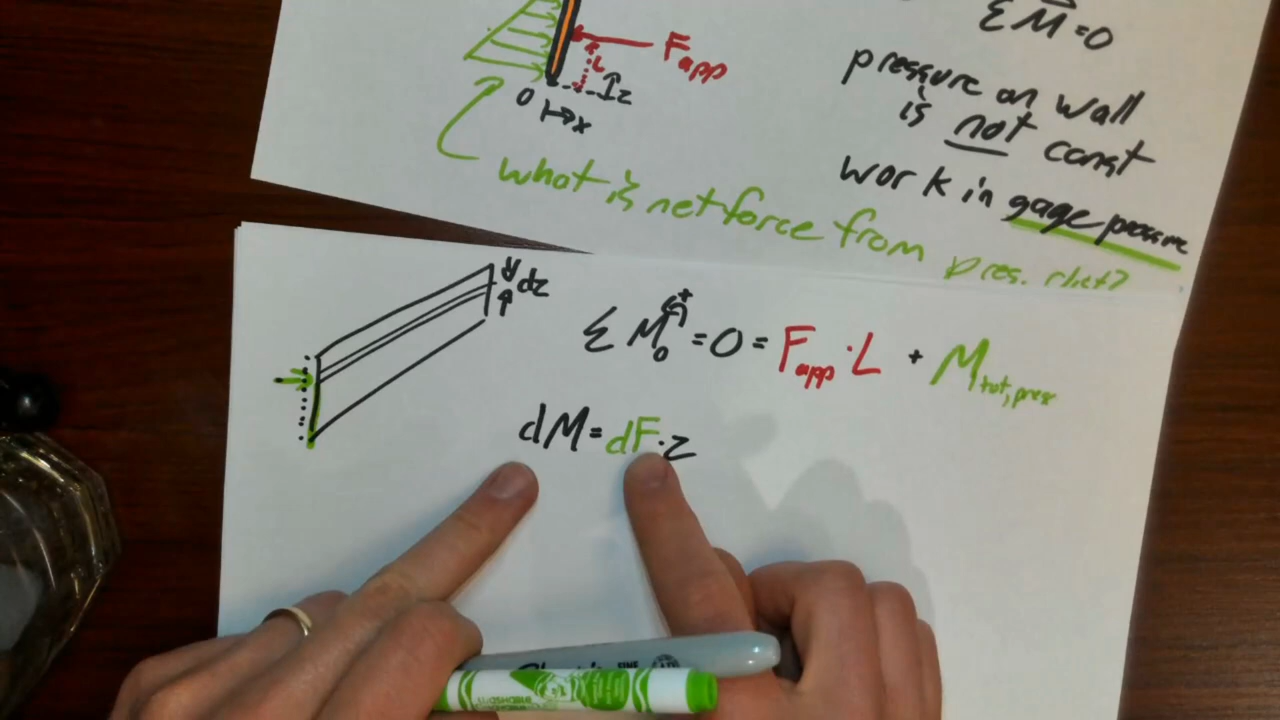 ΣM=0
Fapp
L
z
0
x
pressure on wall
is not const
work in gage pressure
what is net force from
pres. dist?
dz
ΣM₀⁺ = 0 = Fapp · L + Mtot,pres
dM = dF · z
FINE